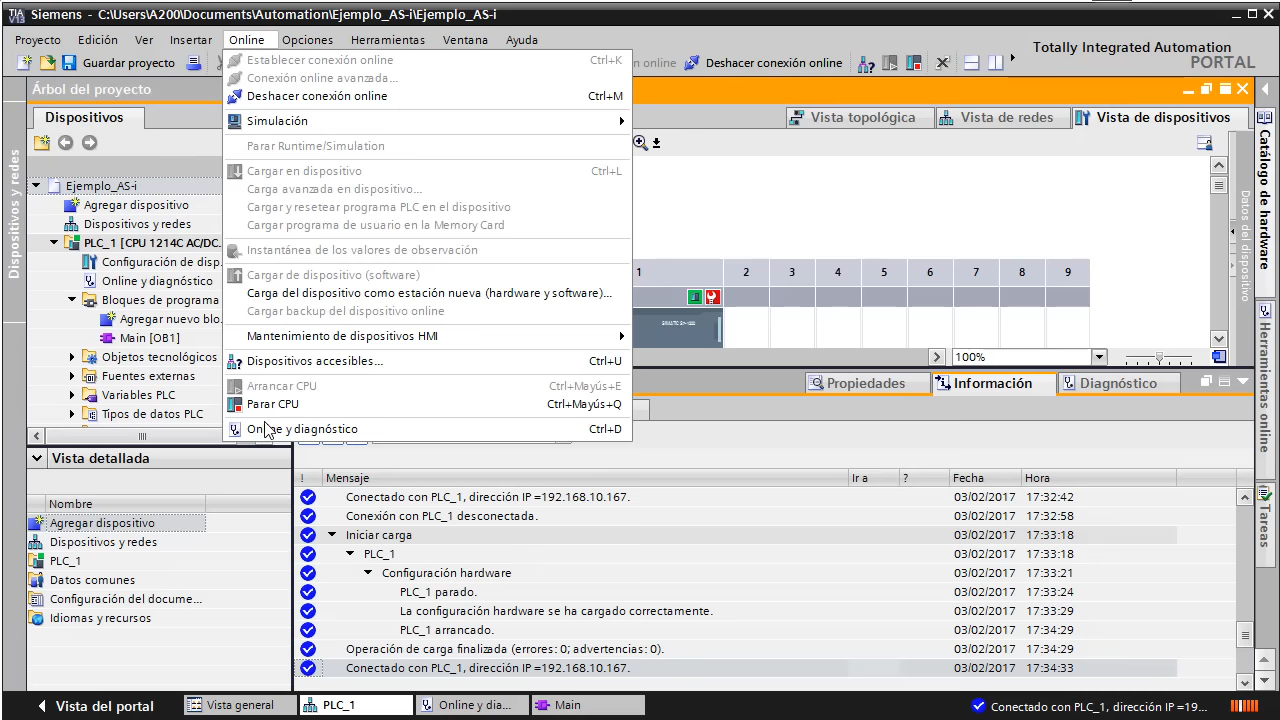 TIA V13 Siemens - C:\Users\A200\Documents\Automation\Ejemplo_AS-i\Ejemplo_AS-i
Proyecto Edición Ver Insertar Online Opciones Herramientas Ventana Ayuda
Guardar proyecto
online Deshacer conexión online
Totally Integrated Automation
PORTAL
Establecer conexión online Ctrl+K
Conexión online avanzada...
Deshacer conexión online Ctrl+M
Simulación
Parar Runtime/Simulation
Cargar en dispositivo Ctrl+L
Carga avanzada en dispositivo...
Cargar y resetear programa PLC en el dispositivo
Cargar programa de usuario en la Memory Card
Instantánea de los valores de observación
Cargar de dispositivo (software)
Carga del dispositivo como estación nueva (hardware y software)...
Cargar backup del dispositivo online
Mantenimiento de dispositivos HMI
Dispositivos accesibles... Ctrl+U
Arrancar CPU Ctrl+Mayús+E
Parar CPU Ctrl+Mayús+Q
Online y diagnóstico Ctrl+D
Árbol del proyecto
Dispositivos
Dispositivos y redes
Ejemplo_AS-i
Agregar dispositivo
Dispositivos y redes
PLC_1 [CPU 1214C AC/DC.
Configuración de disp.
Online y diagnóstico
Bloques de programa
Agregar nuevo blo.
Main [OB1]
Objetos tecnológicos
Fuentes externas
Variables PLC
Tipos de datos PLC
Vista topológica Vista de redes Vista de dispositivos
1 2 3 4 5 6 7 8 9
100%
Datos del dispositivo
Catálogo de hardware
Herramientas online
Tareas
Propiedades Información Diagnóstico
Vista detallada
Nombre
Agregar dispositivo
Dispositivos y redes
PLC_1
Datos comunes
Configuración del docume...
Idiomas y recursos
! Mensaje Ir a ? Fecha Hora
Conectado con PLC_1, dirección IP =192.168.10.167. 03/02/2017 17:32:42
Conexión con PLC_1 desconectada. 03/02/2017 17:32:58
Iniciar carga 03/02/2017 17:33:18
PLC_1 03/02/2017 17:33:18
Configuración hardware 03/02/2017 17:33:21
PLC_1 parado. 03/02/2017 17:33:24
La configuración hardware se ha cargado correctamente. 03/02/2017 17:33:29
PLC_1 arrancado. 03/02/2017 17:34:29
Operación de carga finalizada (errores: 0; advertencias: 0). 03/02/2017 17:34:29
Conectado con PLC_1, dirección IP =192.168.10.167. 03/02/2017 17:34:33
Vista del portal Vista general PLC_1 Online y dia... Main Conectado con PLC_1, dirección IP =19...